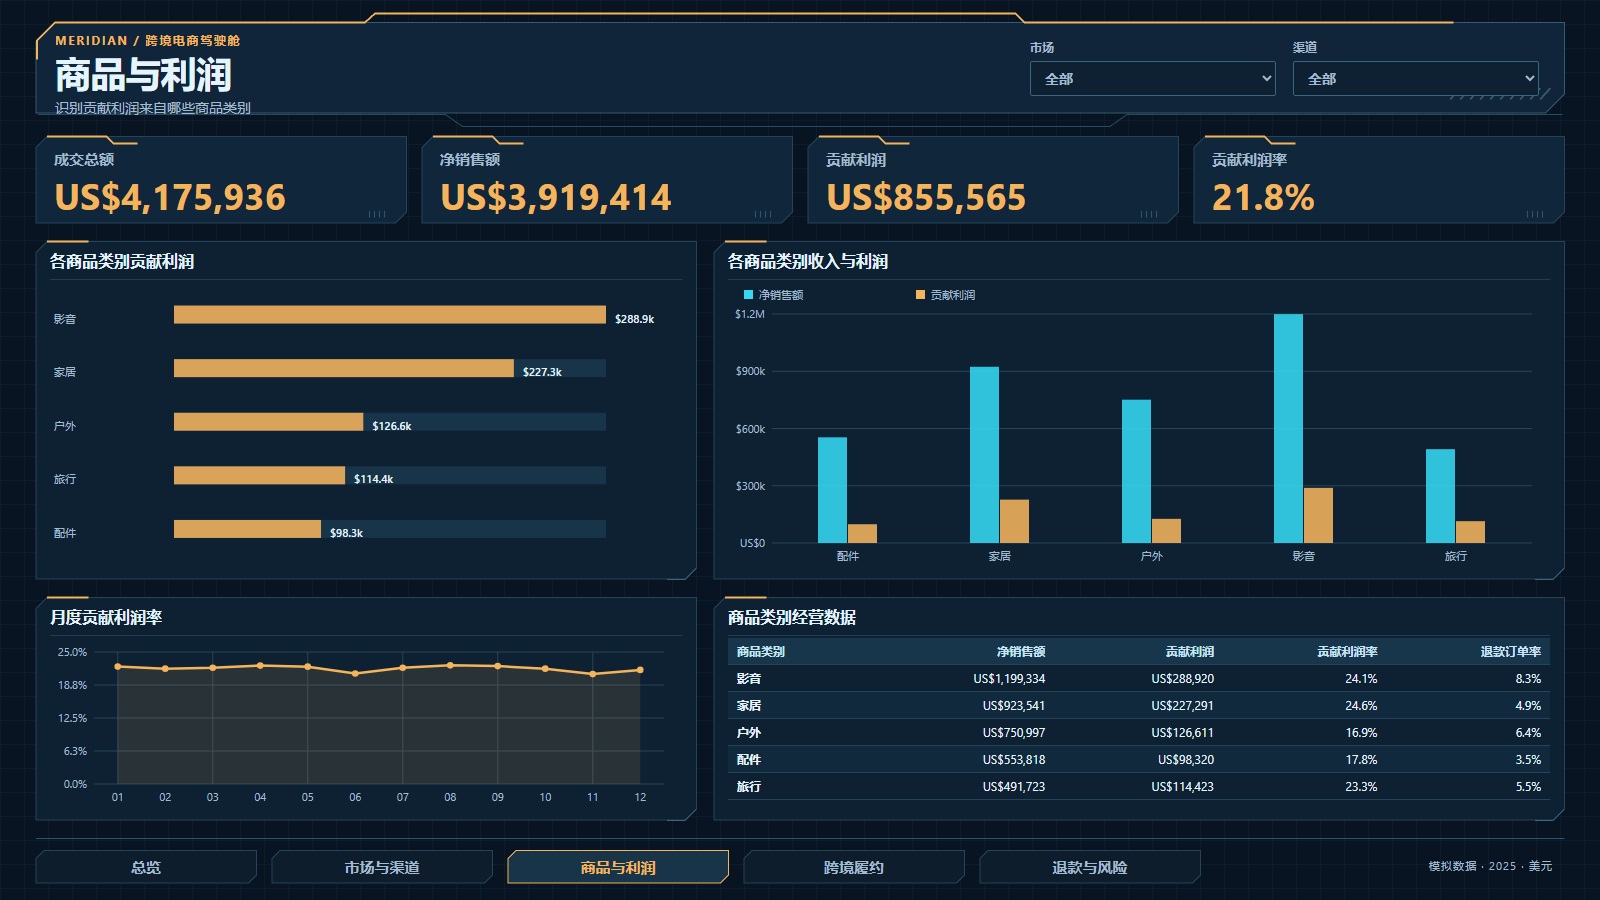 MERIDIAN / 跨境电商驾驶舱
商品与利润
识别贡献利润来自哪些商品类别
市场
全部
渠道
全部
成交总额
US$4,175,936
净销售额
US$3,919,414
贡献利润
US$855,565
贡献利润率
21.8%
各商品类别贡献利润
影音 $288.9k
家居 $227.3k
户外 $126.6k
旅行 $114.4k
配件 $98.3k
各商品类别收入与利润
净销售额 贡献利润
$1.2M
$900k
$600k
$300k
US$0
配件 家居 户外 影音 旅行
月度贡献利润率
25.0%
18.8%
12.5%
6.3%
0.0%
01 02 03 04 05 06 07 08 09 10 11 12
商品类别经营数据
商品类别 净销售额 贡献利润 贡献利润率 退款订单率
影音 US$1,199,334 US$288,920 24.1% 8.3%
家居 US$923,541 US$227,291 24.6% 4.9%
户外 US$750,997 US$126,611 16.9% 6.4%
配件 US$553,818 US$98,320 17.8% 3.5%
旅行 US$491,723 US$114,423 23.3% 5.5%
总览 市场与渠道 商品与利润 跨境履约 退款与风险
模拟数据 · 2025 · 美元